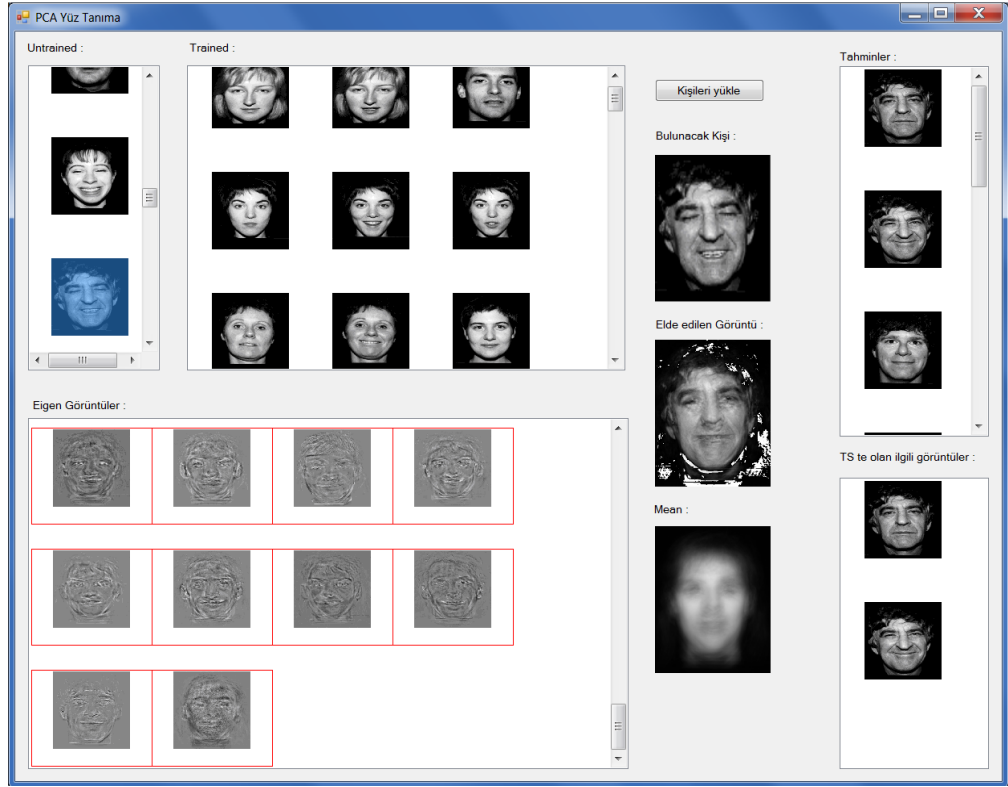 PCA Yüz Tanıma
Untrained :
Trained :
Tahminler :
Kişileri yükle
Bulunacak Kişi :
Elde edilen Görüntü :
Eigen Görüntüler :
TS te olan ilgili görüntüler :
Mean :